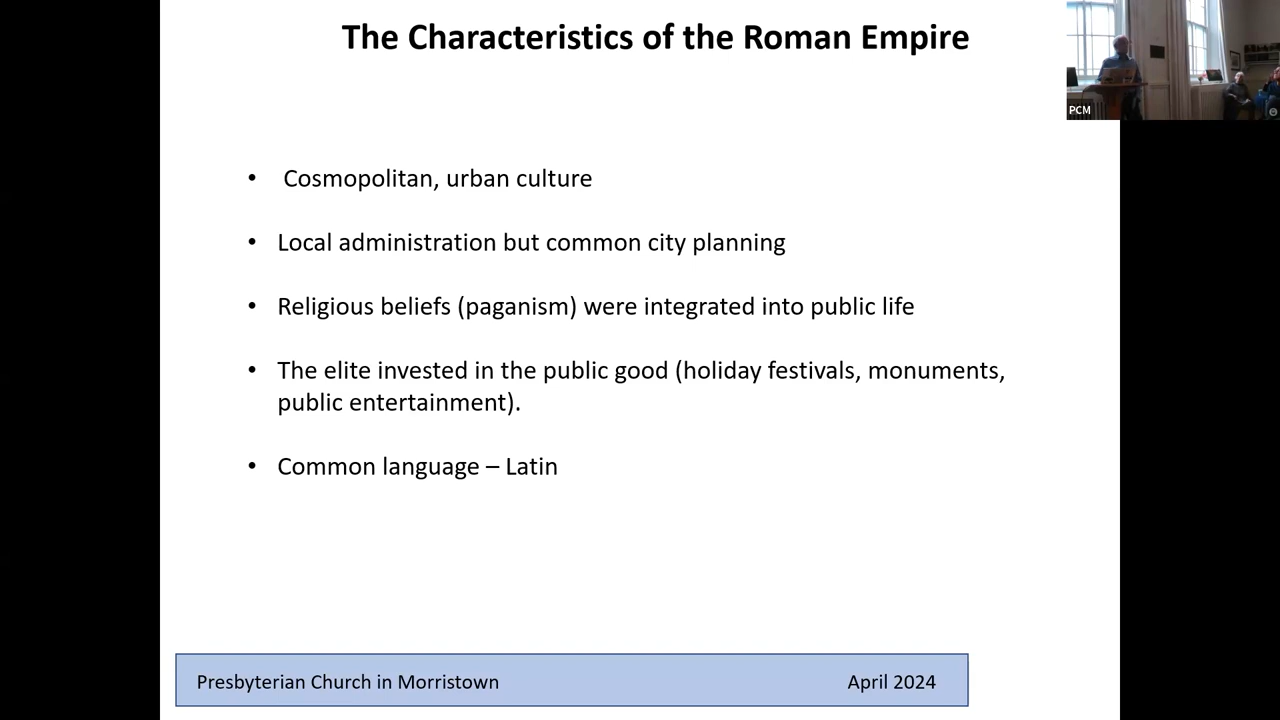 The Characteristics of the Roman Empire
PCM
• Cosmopolitan, urban culture
• Local administration but common city planning
• Religious beliefs (paganism) were integrated into public life
• The elite invested in the public good (holiday festivals, monuments,
public entertainment).
• Common language – Latin
Presbyterian Church in Morristown April 2024